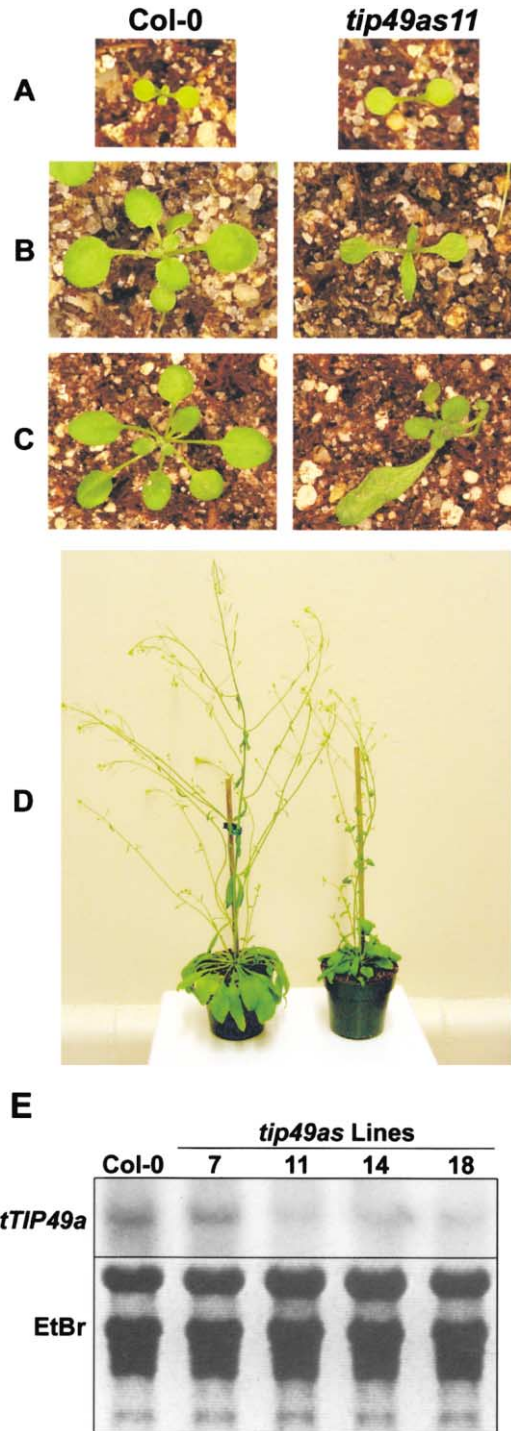 Col-0 tip49as11
A
B
C
D
E
tip49as Lines
Col-0 7 11 14 18
tTIP49a
EtBr